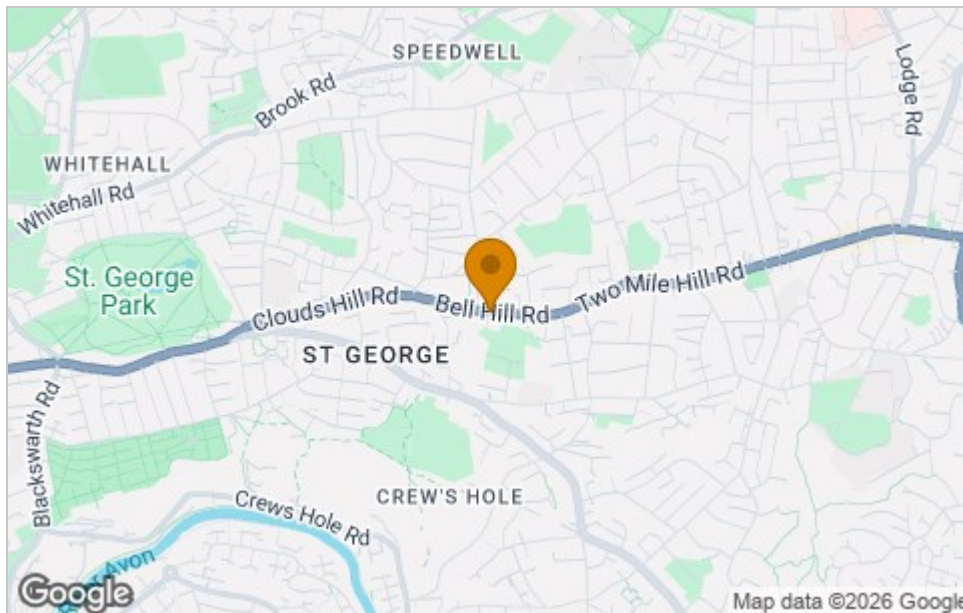 SPEEDWELL
Lodge Rd
Brook Rd
WHITEHALL
Whitehall Rd
St. George
Park
Two Mile Hill Rd
Clouds Hill Rd
Bell Hill Rd
ST GEORGE
Blackswarth Rd
CREW'S HOLE
Crews Hole Rd
Avon
Google
Map data ©2026 Google